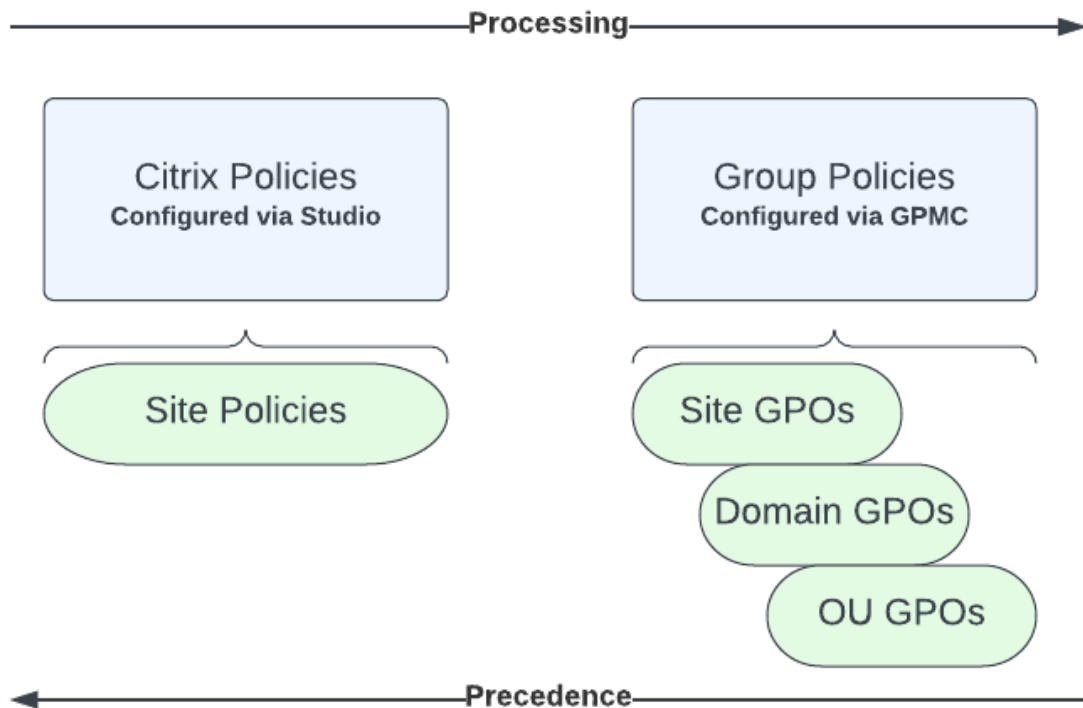 Processing
Citrix Policies
Configured via Studio
Group Policies
Configured via GPMC
Site Policies
Site GPOs
Domain GPOs
OU GPOs
Precedence